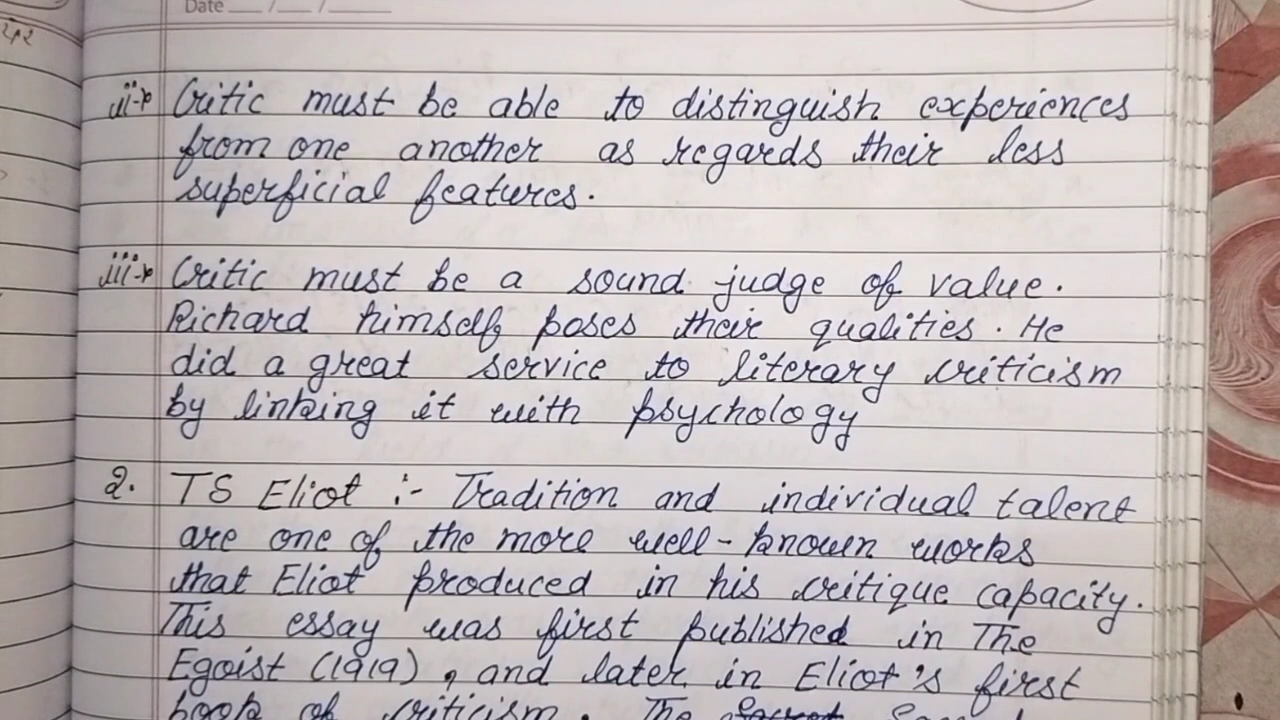 Date ___ / ___ / _____
ii→ Critic must be able to distinguish experiences
from one another as regards their less
superficial features.
iii→ Critic must be a sound judge of value.
Richard himself poses their qualities. He
did a great service to literary criticism
by linking it with psychology
2. TS Eliot :- Tradition and individual talent
are one of the more well-known works
that Eliot produced in his critique capacity.
This essay was first published in The
Egoist (1919), and later in Eliot's first
book of criticism. The